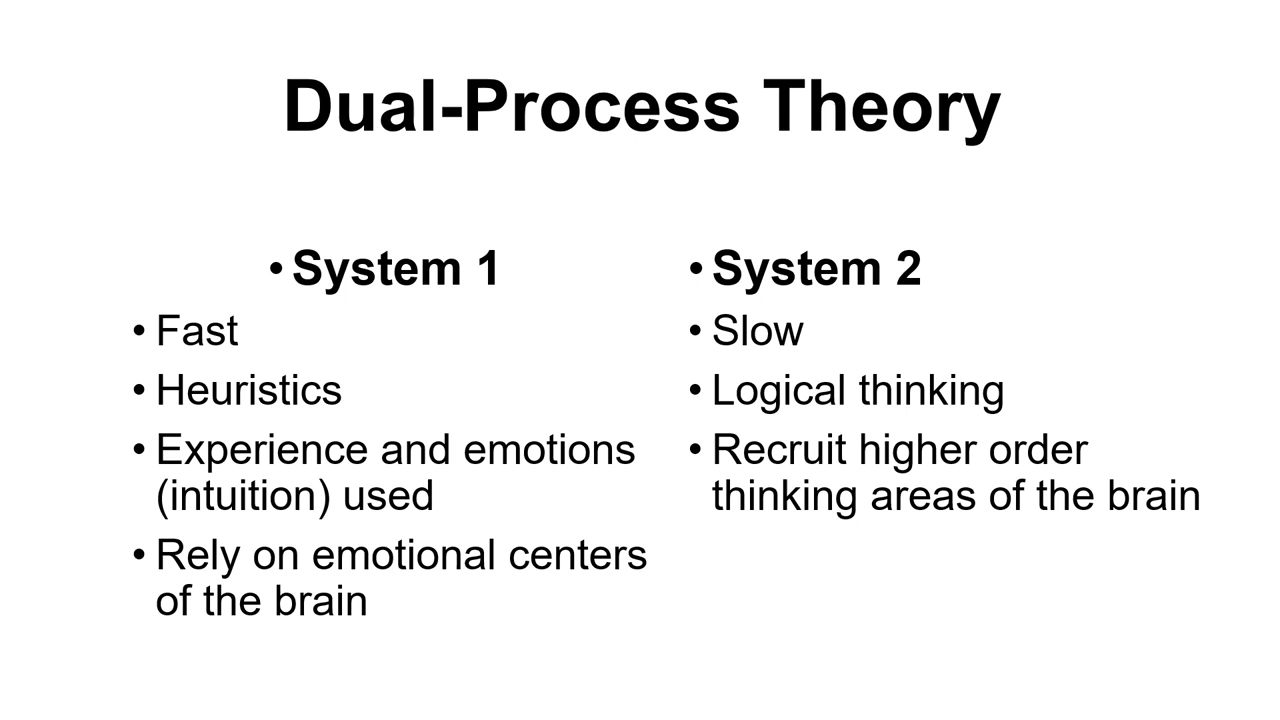 Dual-Process Theory
• System 1
• Fast
• Heuristics
• Experience and emotions
(intuition) used
• Rely on emotional centers
of the brain
• System 2
• Slow
• Logical thinking
• Recruit higher order
thinking areas of the brain